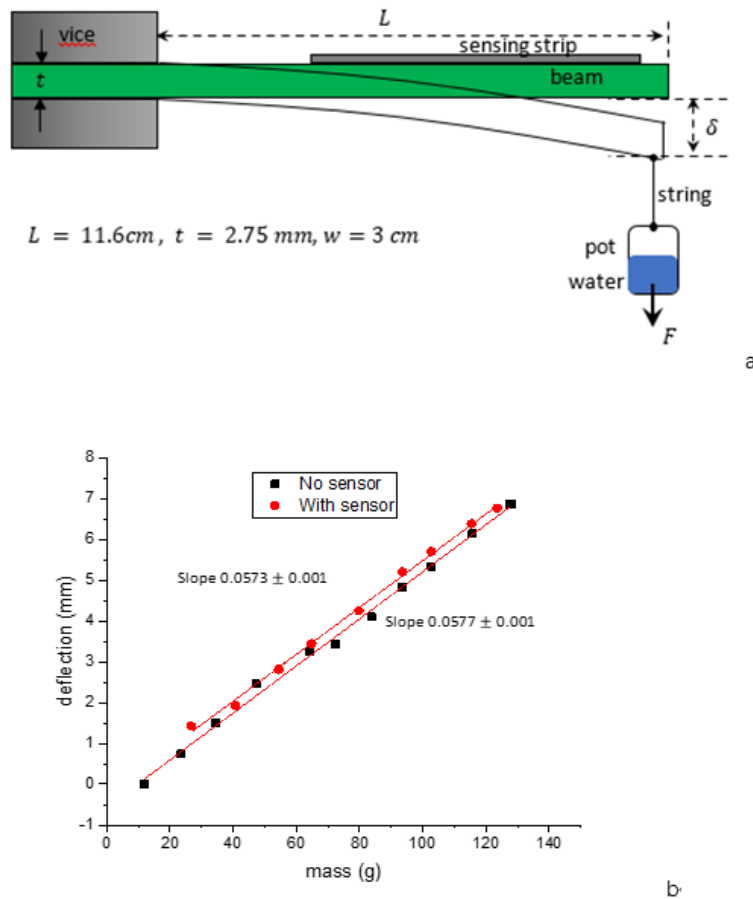 L
vice
sensing strip
t
beam
δ
string
L = 11.6cm, t = 2.75 mm, w = 3 cm
pot
water
F
a
8
7
6
5
4
3
2
1
0
-1
No sensor
With sensor
Slope 0.0573 ± 0.001
Slope 0.0577 ± 0.001
deflection (mm)
0 20 40 60 80 100 120 140
mass (g)
b